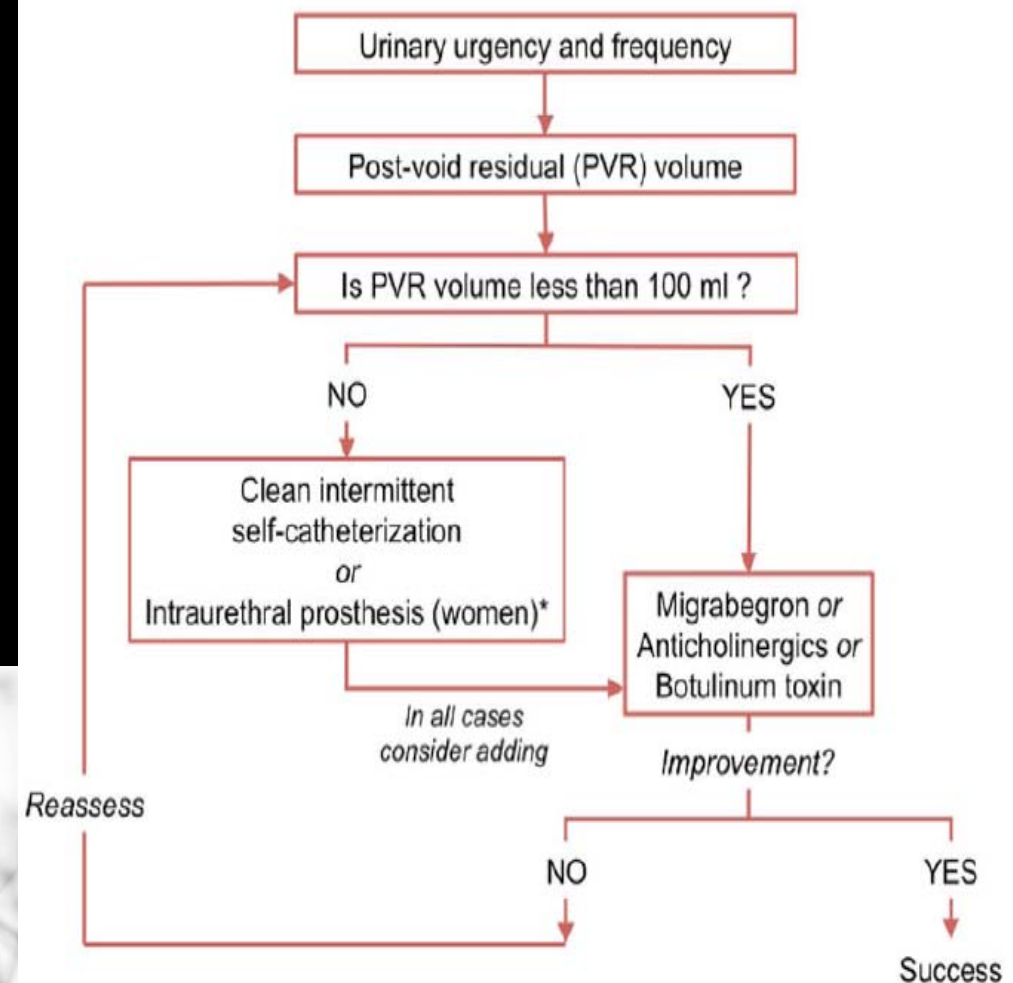 Urinary urgency and frequency
Post-void residual (PVR) volume
Is PVR volume less than 100 ml ?
NO
YES
Clean intermittent
self-catheterization
or
Intraurethral prosthesis (women)*
Migrabegron or
Anticholinergics or
Botulinum toxin
In all cases
consider adding
Improvement?
Reassess
NO
YES
Success